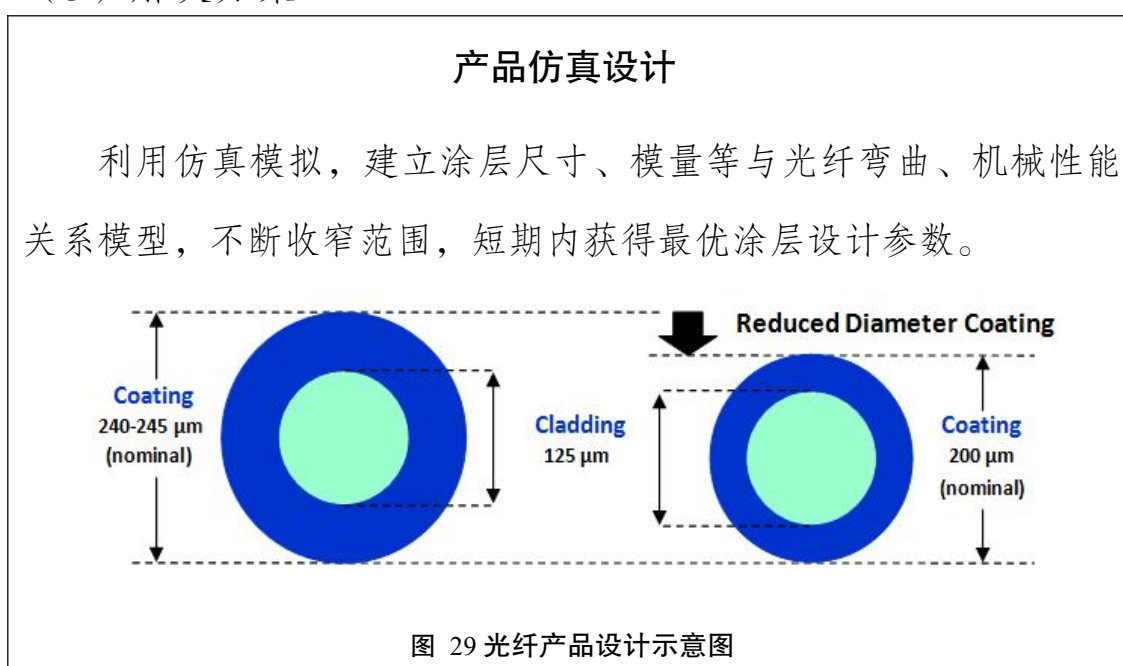 产品仿真设计
利用仿真模拟，建立涂层尺寸、模量等与光纤弯曲、机械性能
关系模型，不断收窄范围，短期内获得最优涂层设计参数。
Reduced Diameter Coating
Coating
240-245 µm
(nominal)
Cladding
125 µm
Coating
200 µm
(nominal)
图 29 光纤产品设计示意图